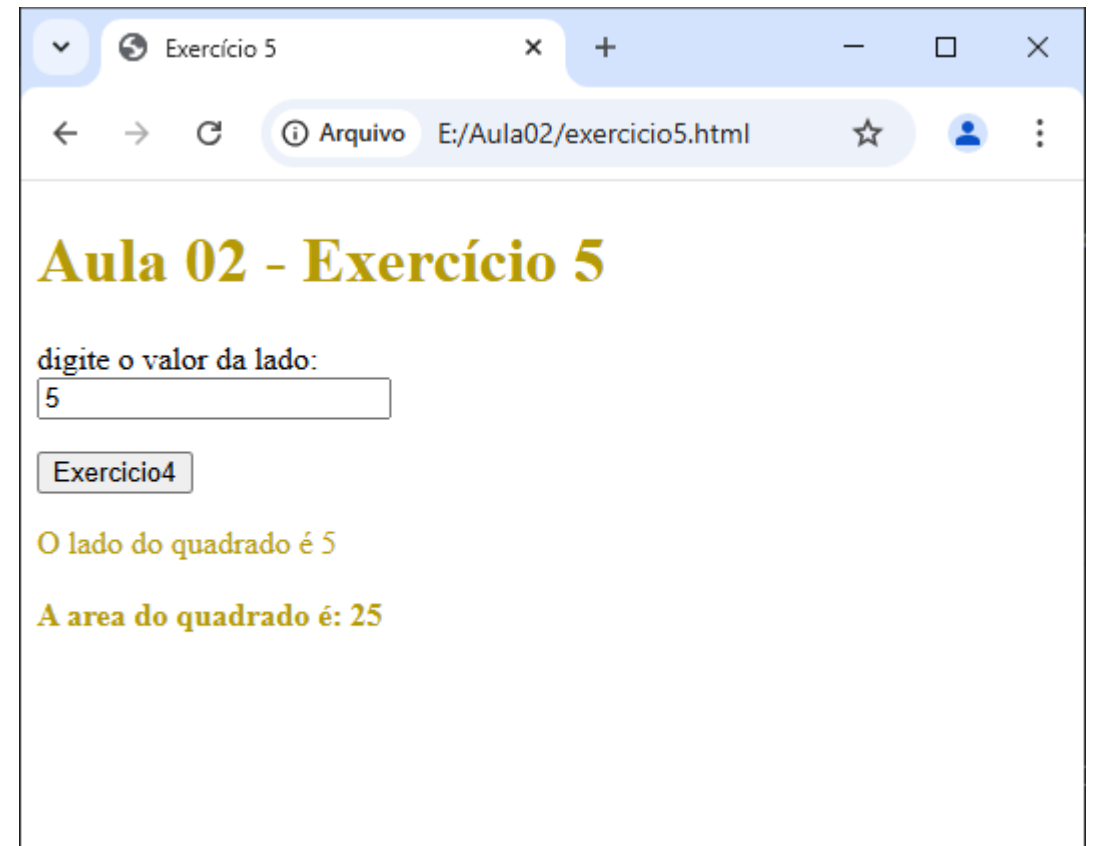 Exercício 5
Arquivo E:/Aula02/exercicio5.html
Aula 02 - Exercício 5
digite o valor da lado:
5
Exercicio4
O lado do quadrado é 5
A area do quadrado é: 25